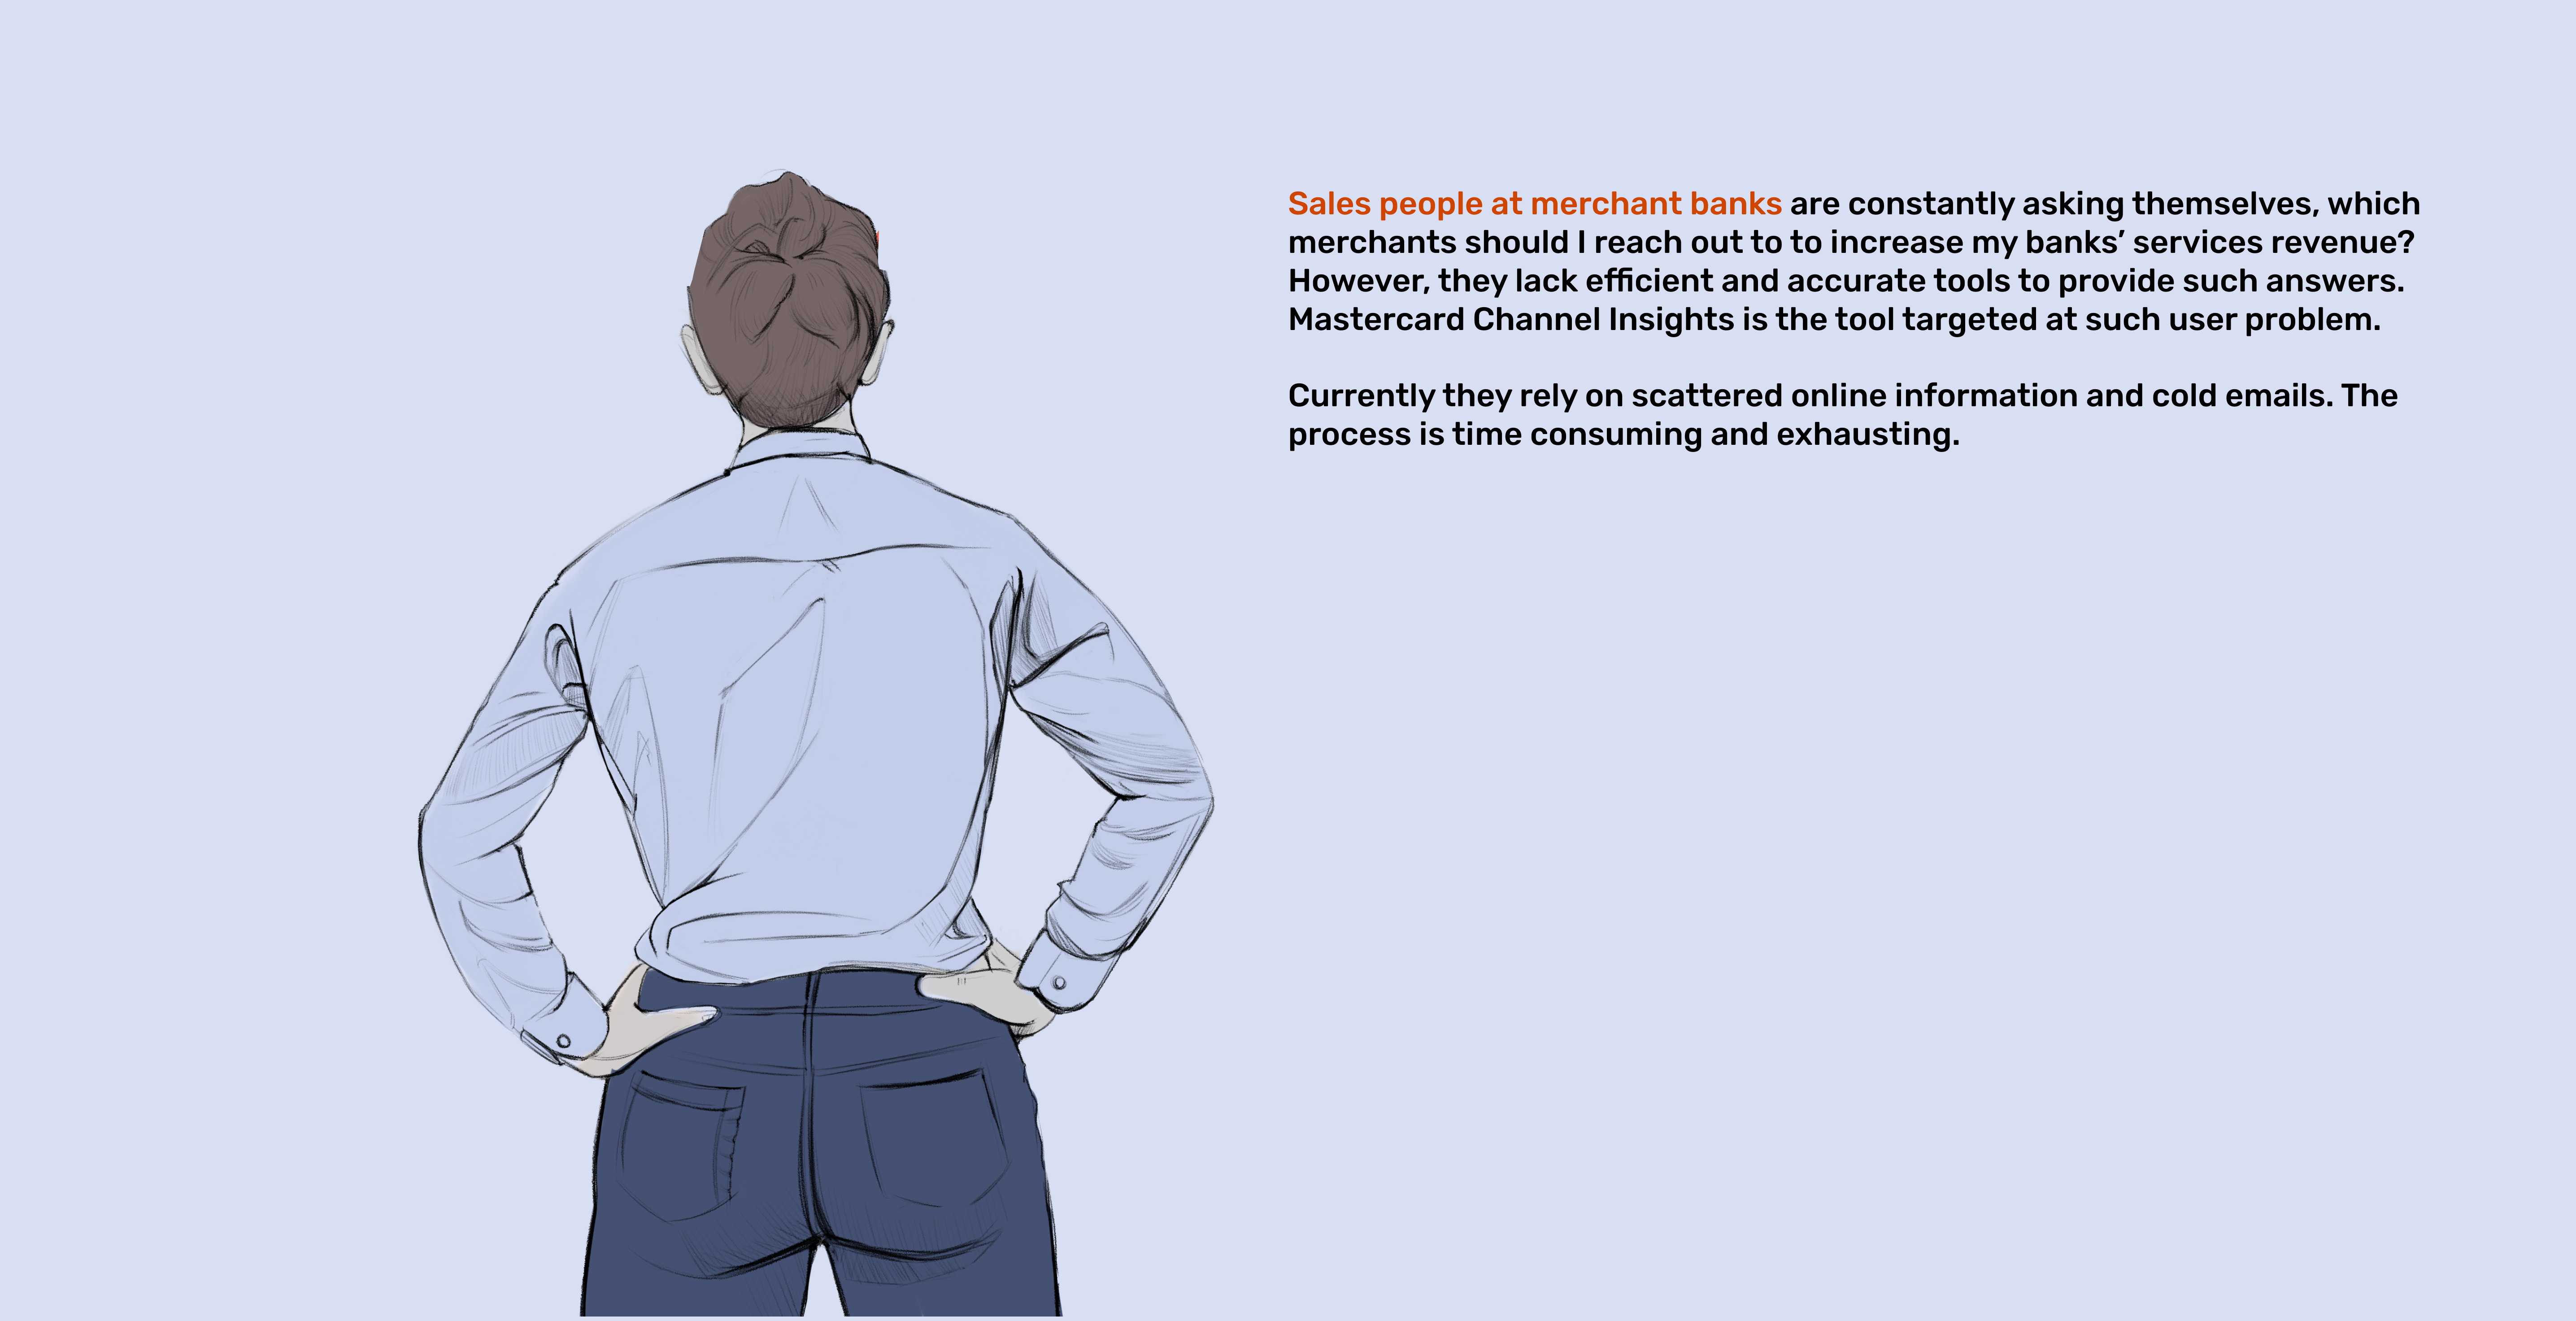 Sales people at merchant banks are constantly asking themselves, which
merchants should I reach out to to increase my banks’ services revenue?
However, they lack efficient and accurate tools to provide such answers.
Mastercard Channel Insights is the tool targeted at such user problem.
Currently they rely on scattered online information and cold emails. The
process is time consuming and exhausting.